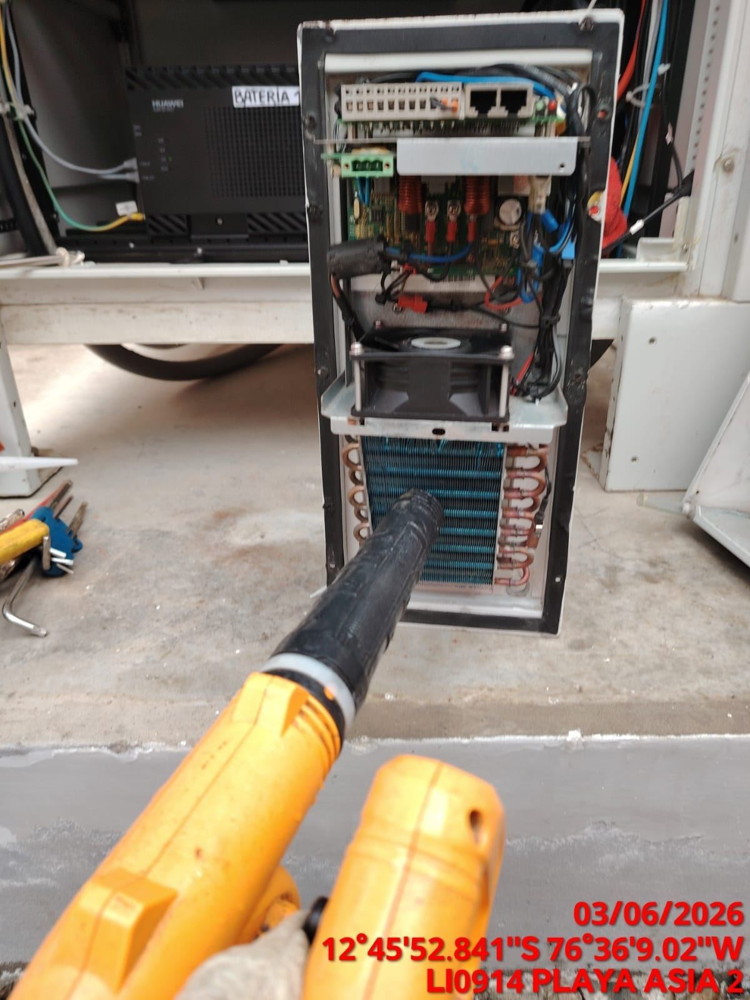 HUAWEI
BATERIA 1
03/06/2026
12°45'52.841"S 76°36'9.02"W
LI0914 PLAYA ASIA 2